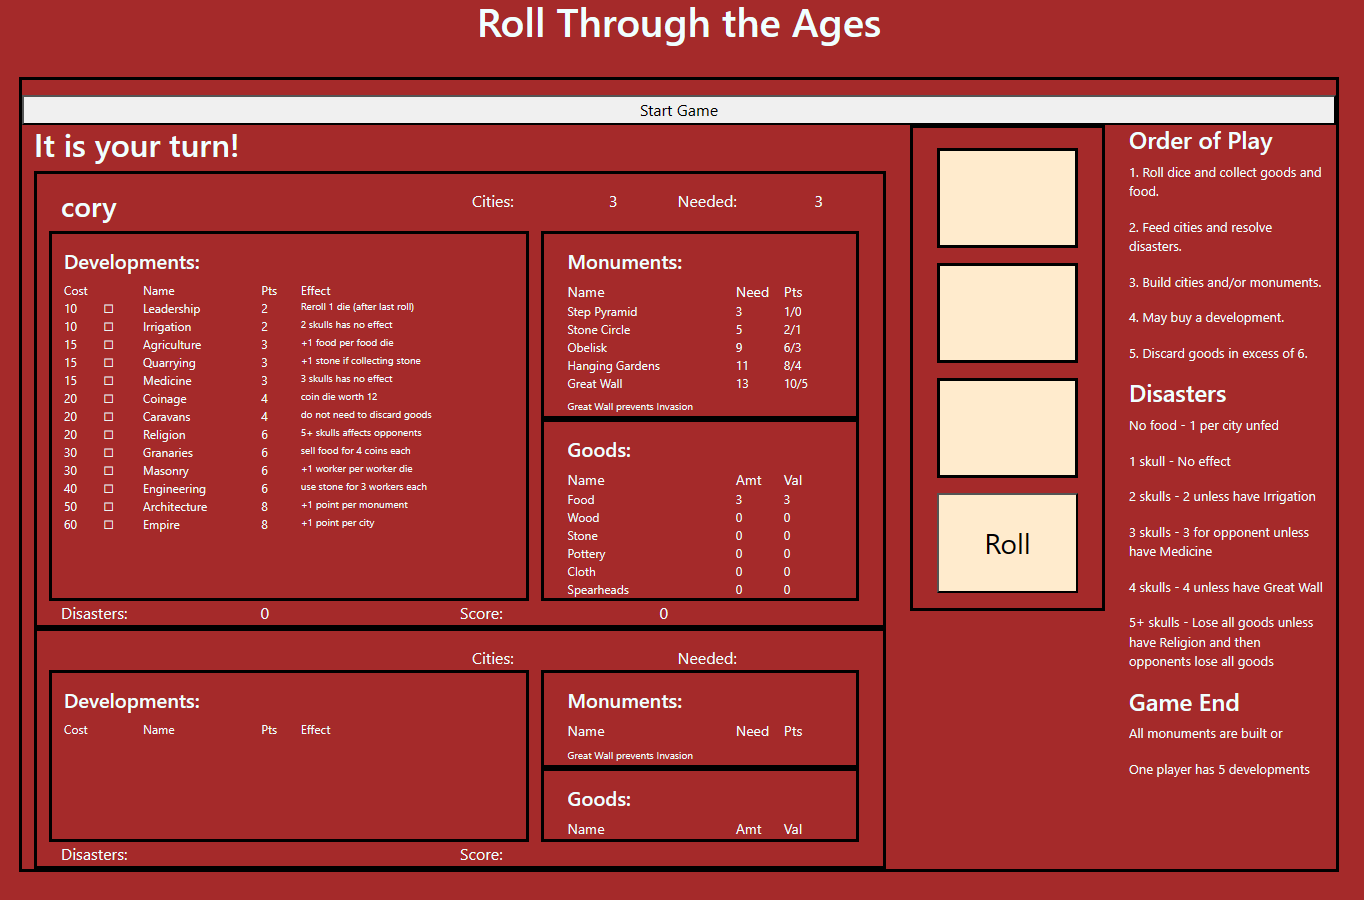 Roll Through the Ages
Start Game
It is your turn!
cory
Cities: 3 Needed: 3
Developments:
Cost Name Pts Effect
10 Leadership 2 Reroll 1 die (after last roll)
10 Irrigation 2 2 skulls has no effect
15 Agriculture 3 +1 food per food die
15 Quarrying 3 +1 stone if collecting stone
15 Medicine 3 3 skulls has no effect
20 Coinage 4 coin die worth 12
20 Caravans 4 do not need to discard goods
20 Religion 6 5+ skulls affects opponents
30 Granaries 6 sell food for 4 coins each
30 Masonry 6 +1 worker per worker die
40 Engineering 6 use stone for 3 workers each
50 Architecture 8 +1 point per monument
60 Empire 8 +1 point per city
Monuments:
Name Need Pts
Step Pyramid 3 1/0
Stone Circle 5 2/1
Obelisk 9 6/3
Hanging Gardens 11 8/4
Great Wall 13 10/5
Great Wall prevents Invasion
Goods:
Name Amt Val
Food 3 3
Wood 0 0
Stone 0 0
Pottery 0 0
Cloth 0 0
Spearheads 0 0
Disasters: 0 Score: 0
Cities: Needed:
Developments:
Cost Name Pts Effect
Monuments:
Name Need Pts
Great Wall prevents Invasion
Goods:
Name Amt Val
Disasters: Score:
Roll
Order of Play
1. Roll dice and collect goods and
food.
2. Feed cities and resolve
disasters.
3. Build cities and/or monuments.
4. May buy a development.
5. Discard goods in excess of 6.
Disasters
No food - 1 per city unfed
1 skull - No effect
2 skulls - 2 unless have Irrigation
3 skulls - 3 for opponent unless
have Medicine
4 skulls - 4 unless have Great Wall
5+ skulls - Lose all goods unless
have Religion and then
opponents lose all goods
Game End
All monuments are built or
One player has 5 developments